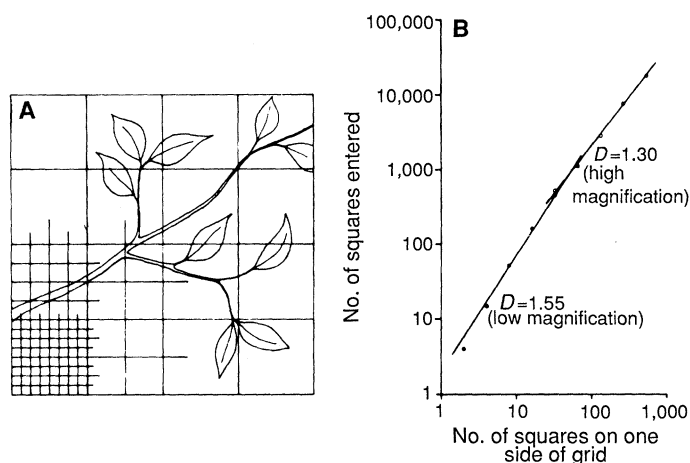 A
B
100,000
10,000
1,000
100
10
1
No. of squares entered
D=1.30
(high
magnification)
D=1.55
(low magnification)
1
10
100
1,000
No. of squares on one
side of grid